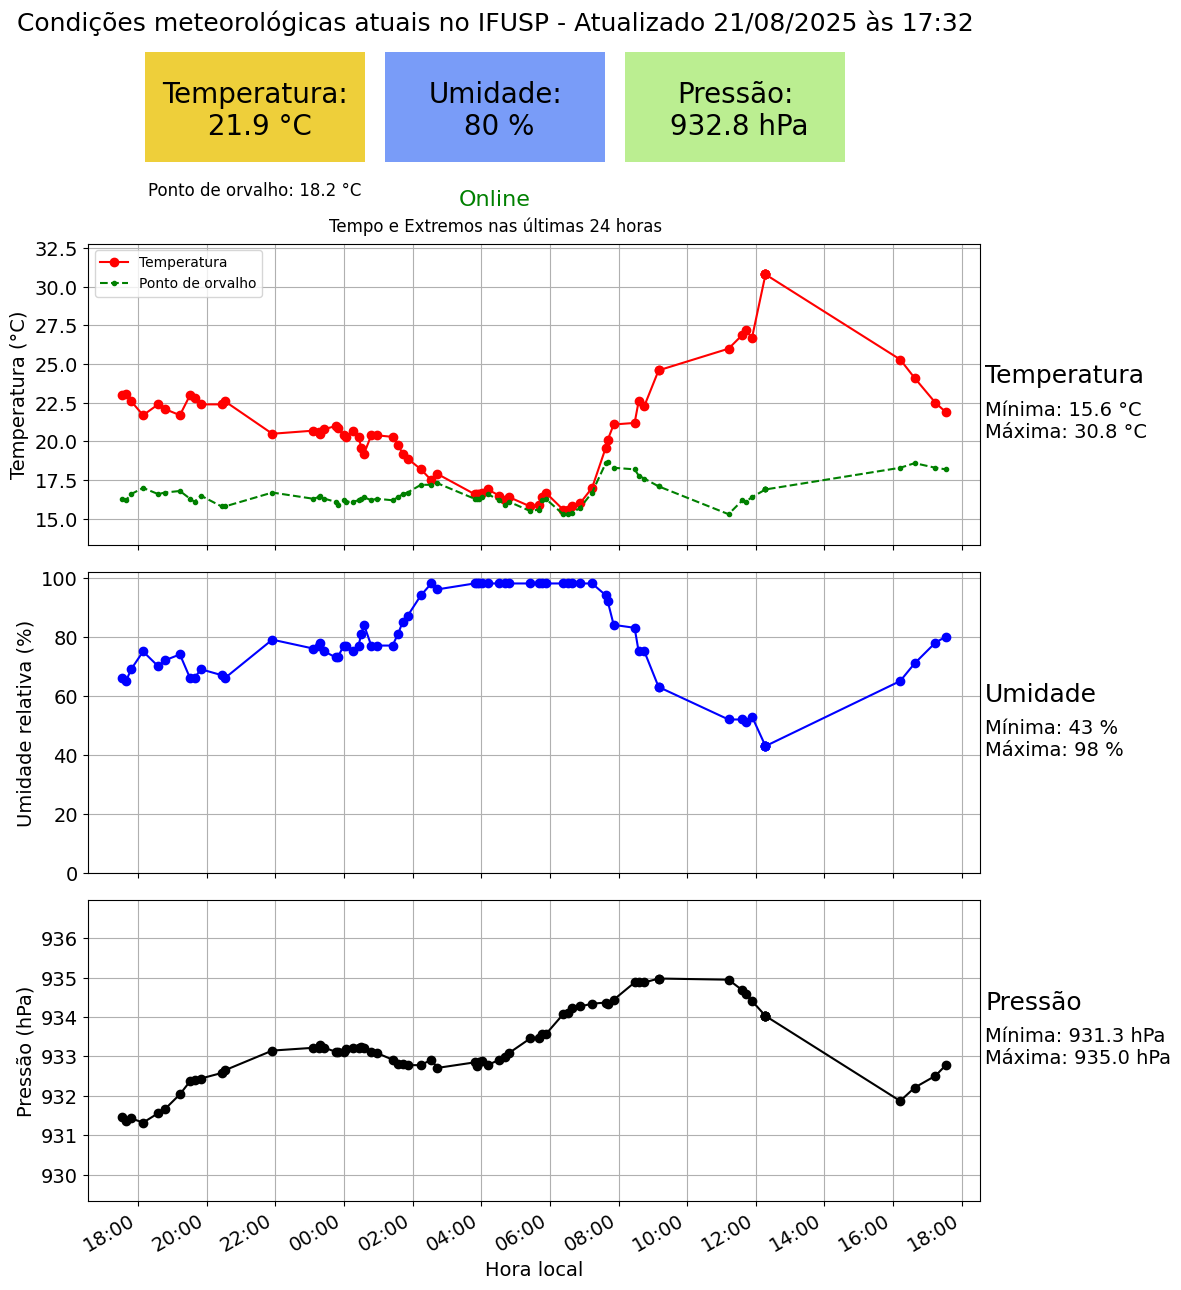 Condições meteorológicas atuais no IFUSP - Atualizado 21/08/2025 às 17:32
Temperatura:
21.9 °C
Umidade:
80 %
Pressão:
932.8 hPa
Ponto de orvalho: 18.2 °C
Online
Tempo e Extremos nas últimas 24 horas
Temperatura
Ponto de orvalho
Temperatura (°C)
32.5
30.0
27.5
25.0
22.5
20.0
17.5
15.0
Temperatura
Mínima: 15.6 °C
Máxima: 30.8 °C
Umidade relativa (%)
100
80
60
40
20
0
Umidade
Mínima: 43 %
Máxima: 98 %
Pressão (hPa)
936
935
934
933
932
931
930
Pressão
Mínima: 931.3 hPa
Máxima: 935.0 hPa
18:00
20:00
22:00
00:00
02:00
04:00
06:00
08:00
10:00
12:00
14:00
16:00
18:00
Hora local